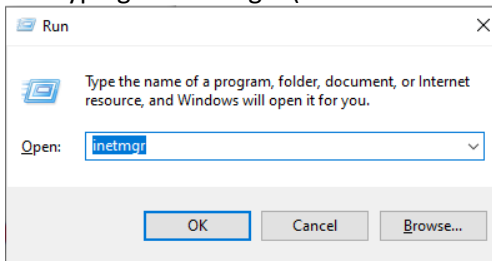 Run
Type the name of a program, folder, document, or Internet
resource, and Windows will open it for you.
Open: inetmgr
OK Cancel Browse...